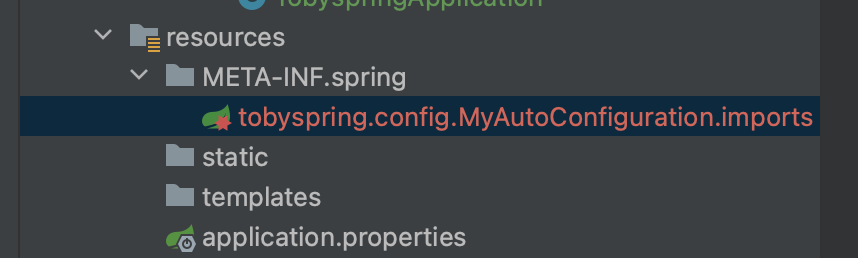 TobyspringApplication
resources
META-INF.spring
tobyspring.config.MyAutoConfiguration.imports
static
templates
application.properties